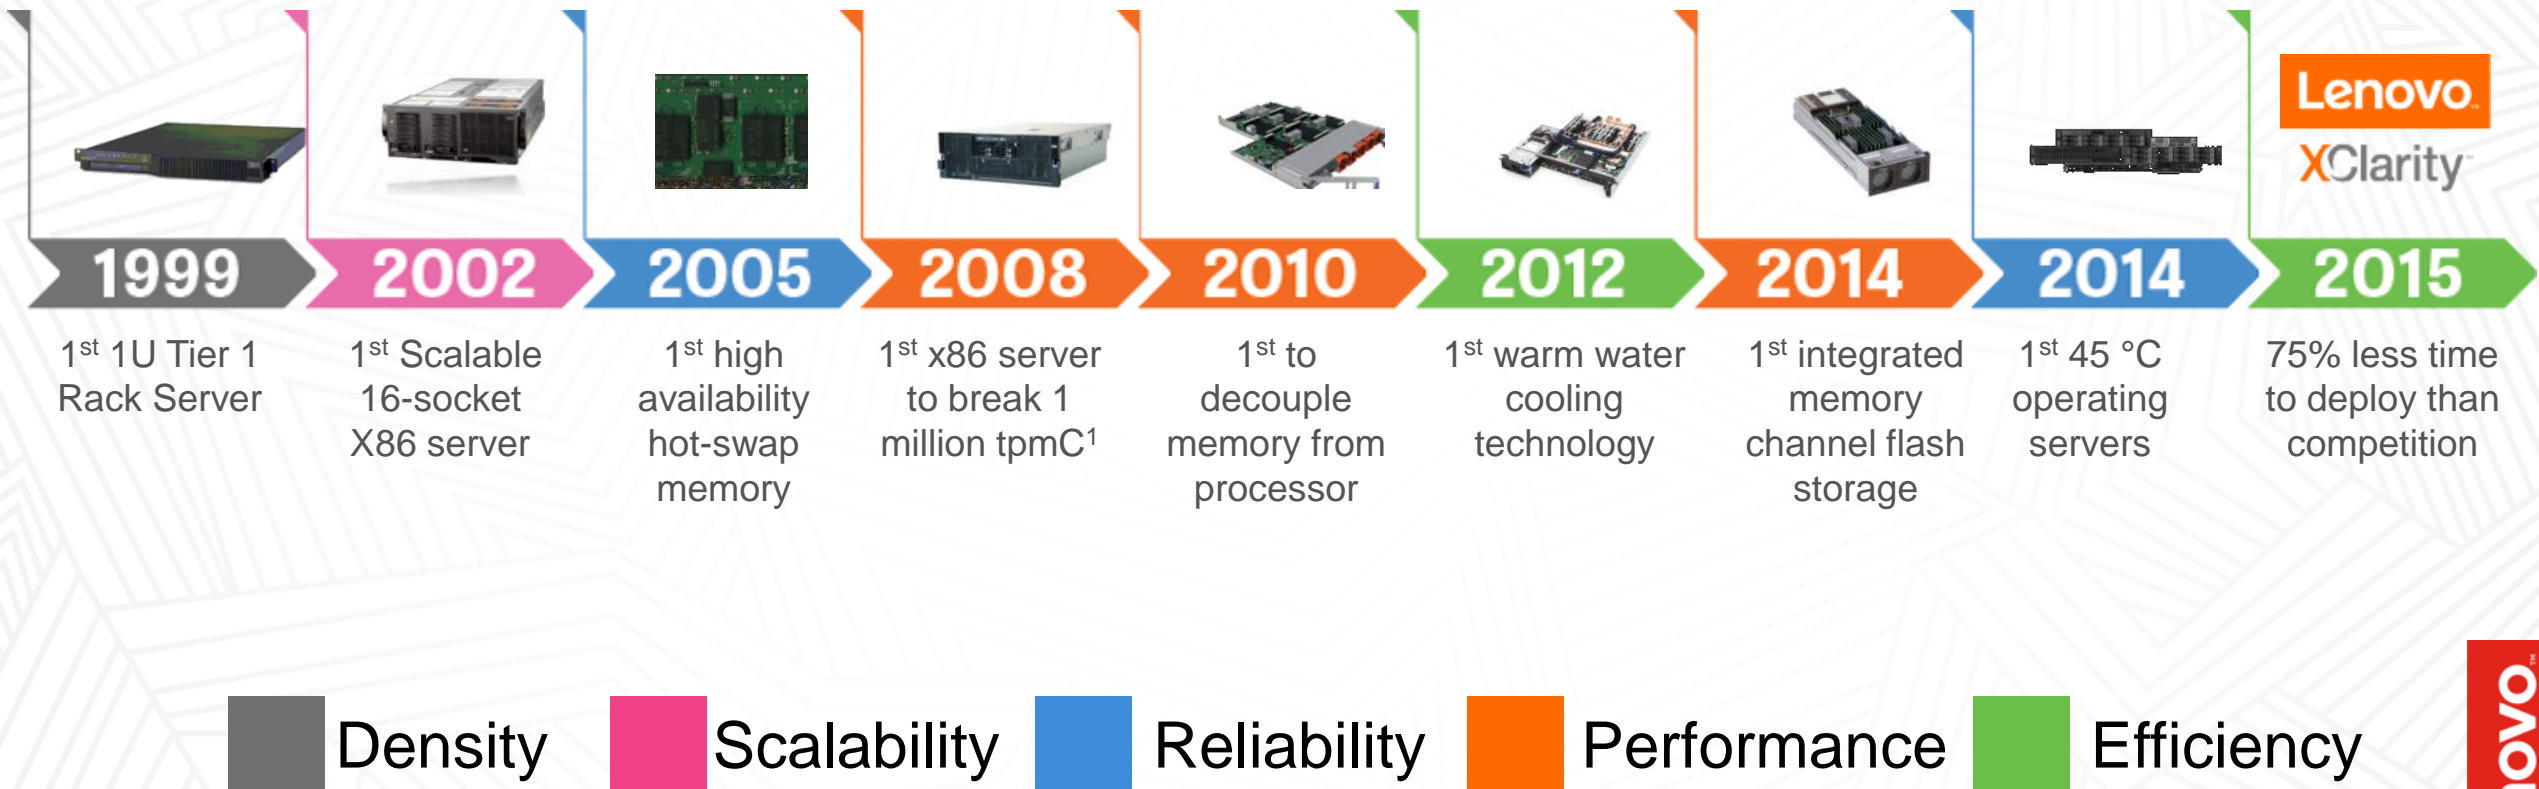 Lenovo™
XClarity™
1999
2002
2005
2008
2010
2012
2014
2014
2015
1st 1U Tier 1
Rack Server
1st Scalable
16-socket
X86 server
1st high
availability
hot-swap
memory
1st x86 server
to break 1
million tpmC1
1st to
decouple
memory from
processor
1st warm water
cooling
technology
1st integrated
memory
channel flash
storage
1st 45 °C
operating
servers
75% less time
to deploy than
competition
Density
Scalability
Reliability
Performance
Efficiency